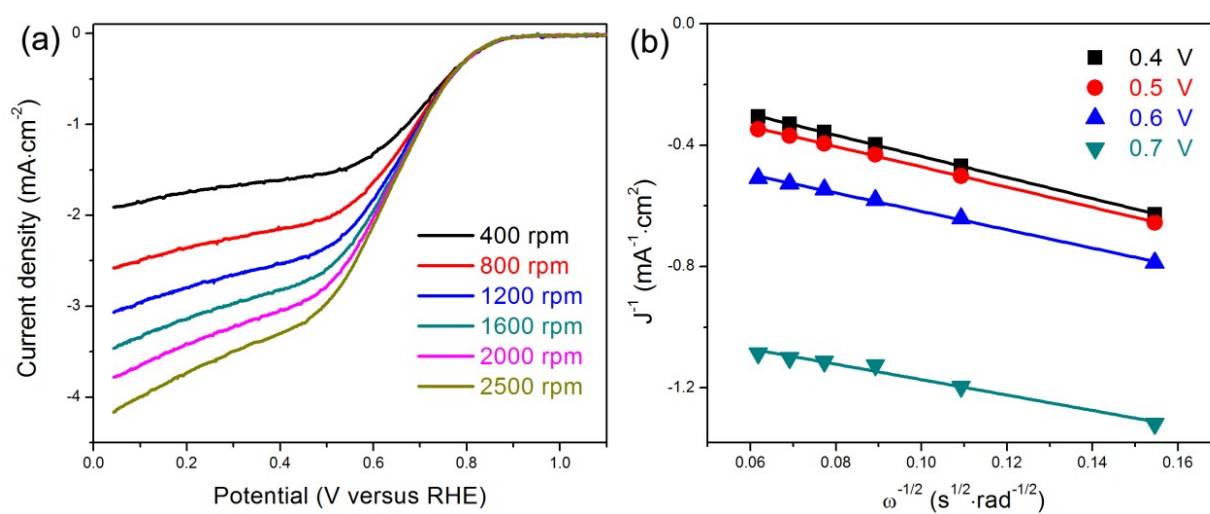 (a)
0
-1
-2
-3
-4
Current density (mA·cm⁻²)
400 rpm
800 rpm
1200 rpm
1600 rpm
2000 rpm
2500 rpm
0.0 0.2 0.4 0.6 0.8 1.0
Potential (V versus RHE)
(b)
0.0
-0.4
-0.8
-1.2
J⁻¹ (mA⁻¹·cm²)
0.4 V
0.5 V
0.6 V
0.7 V
0.06 0.08 0.10 0.12 0.14 0.16
ω⁻¹/² (s¹/²·rad⁻¹/²)